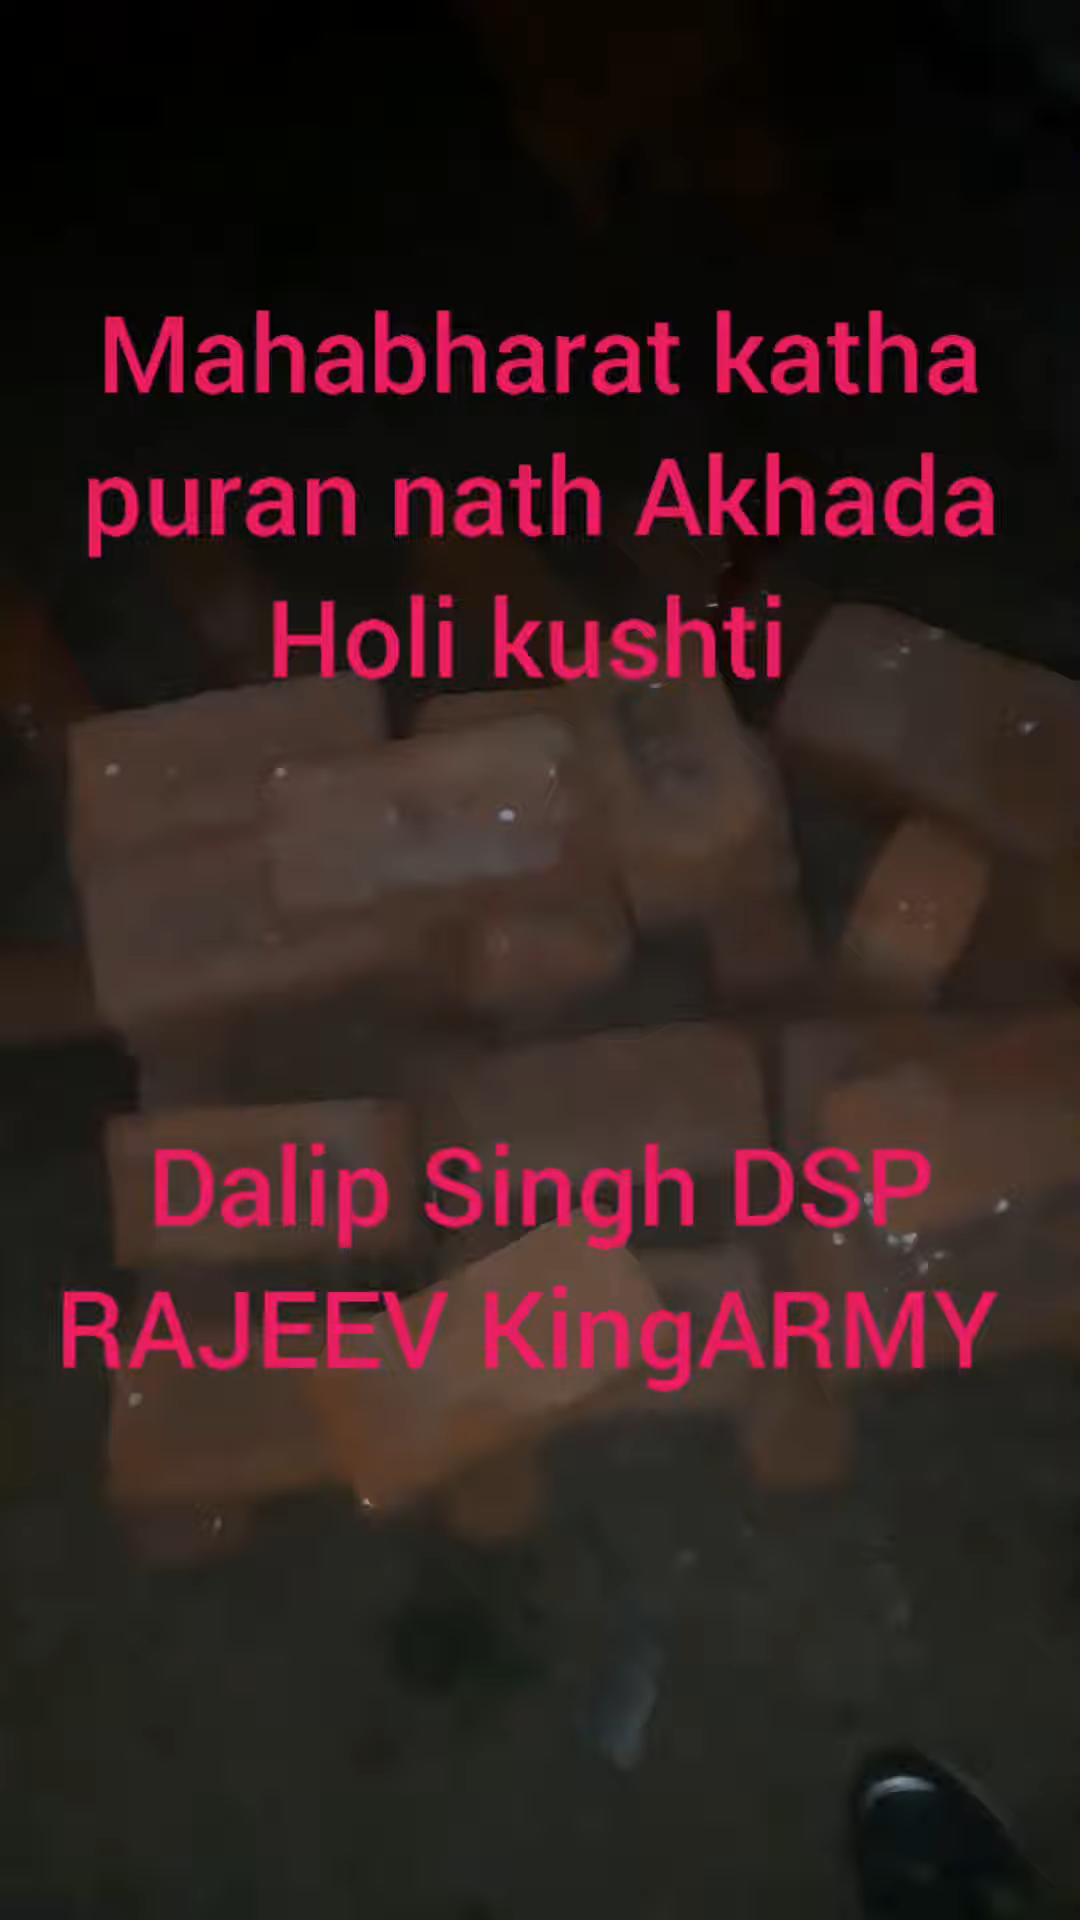 Mahabharat katha
puran nath Akhada
Holi kushti
Dalip Singh DSP
RAJEEV KingARMY